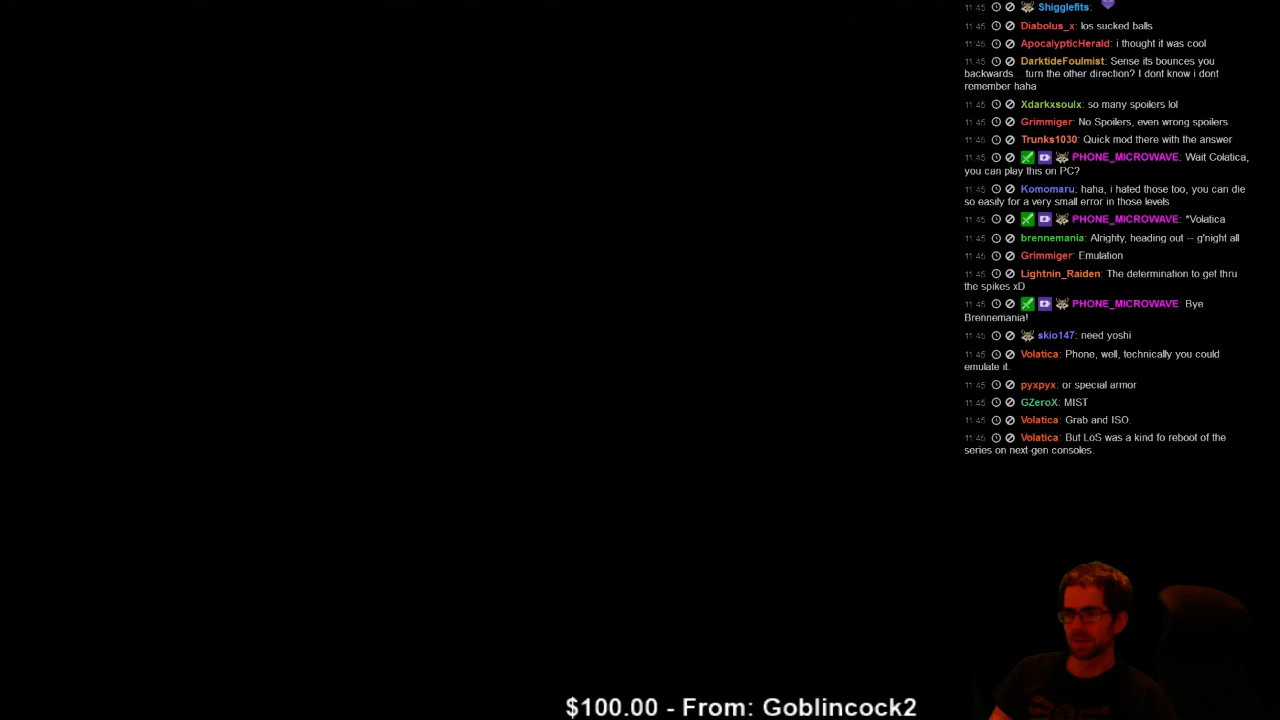 11:45 Shigglefits:
11:45 Diabolus_x: los sucked balls
11:45 ApocalypticHerald: i thought it was cool
11:45 DarktideFoulmist: Sense its bounces you
backwards... turn the other direction? I dont know i dont
remember haha
11:45 Xdarkxsoulx: so many spoilers lol
11:45 Grimmiger: No Spoilers, even wrong spoilers
11:45 Trunks1030: Quick mod there with the answer
11:45 PHONE_MICROWAVE: Wait Colatica,
you can play this on PC?
11:45 Komomaru: haha, i hated those too, you can die
so easily for a very small error in those levels
11:45 PHONE_MICROWAVE: *Volatica
11:45 brennemania: Alrighty, heading out -- g'night all
11:45 Grimmiger: Emulation
11:45 Lightnin_Raiden: The determination to get thru
the spikes xD
11:45 PHONE_MICROWAVE: Bye
Brennemania!
11:45 skio147: need yoshi
11:45 Volatica: Phone, well, technically you could
emulate it.
11:45 pyxpyx: or special armor
11:45 GZeroX: MIST
11:45 Volatica: Grab and ISO.
11:45 Volatica: But LoS was a kind fo reboot of the
series on next-gen consoles.
$100.00 - From: Goblincock2